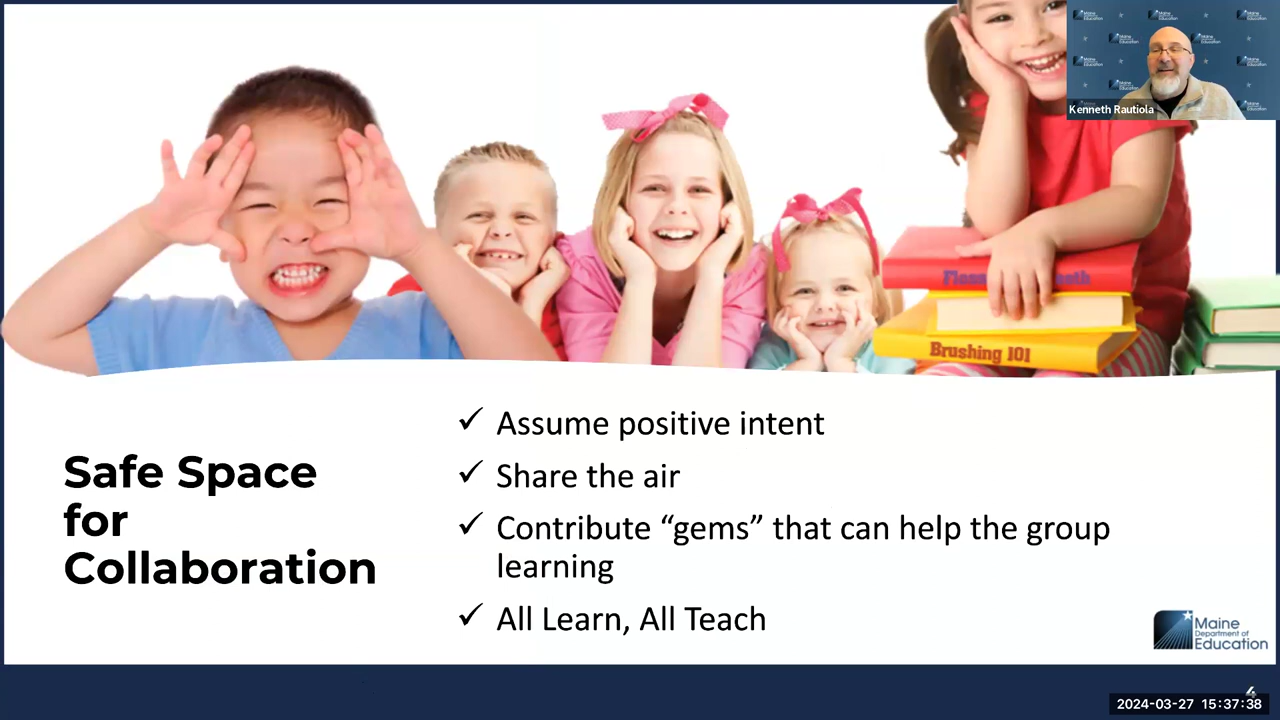 Kenneth Rautiola
Brushing 101
Safe Space
for
Collaboration
✓ Assume positive intent
✓ Share the air
✓ Contribute “gems” that can help the group
learning
✓ All Learn, All Teach
Maine
Department of
Education
4
2024-03-27 15:37:38